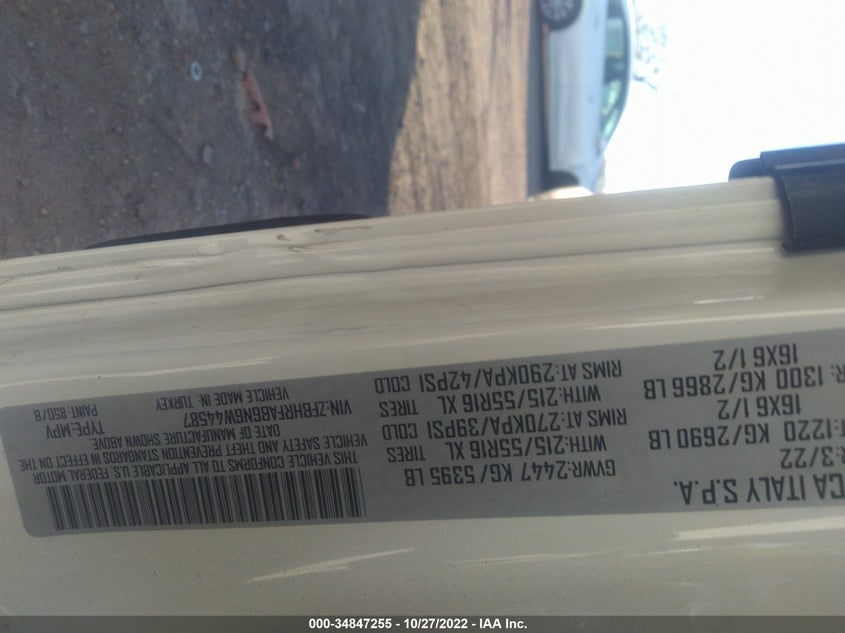 CA ITALY S.P.A.
R:3/22
GVWR:2447 KG/ 5395 LB
T:1220 KG/2690 LB
WITH:215/55R16 XL TIRES
16X6 1/2
RIMS AT:270KPA/39PSI COLD
R: 1300 KG/2866 LB
WITH:215/55R16 XL TIRES
16X6 1/2
RIMS AT:290KPA/42PSI COLD
THIS VEHICLE CONFORMS TO ALL APPLICABLE U.S. FEDERAL MOTOR
VEHICLE SAFETY AND THEFT PREVENTION STANDARDS IN EFFECT ON THE
DATE OF MANUFACTURE SHOWN ABOVE:
VIN:ZFBHRFAB6N6W44587 TYPE:MPV
VEHICLE MADE IN: TURKEY PAINT:850/8
000-34847255 - 10/27/2022 - IAA Inc.